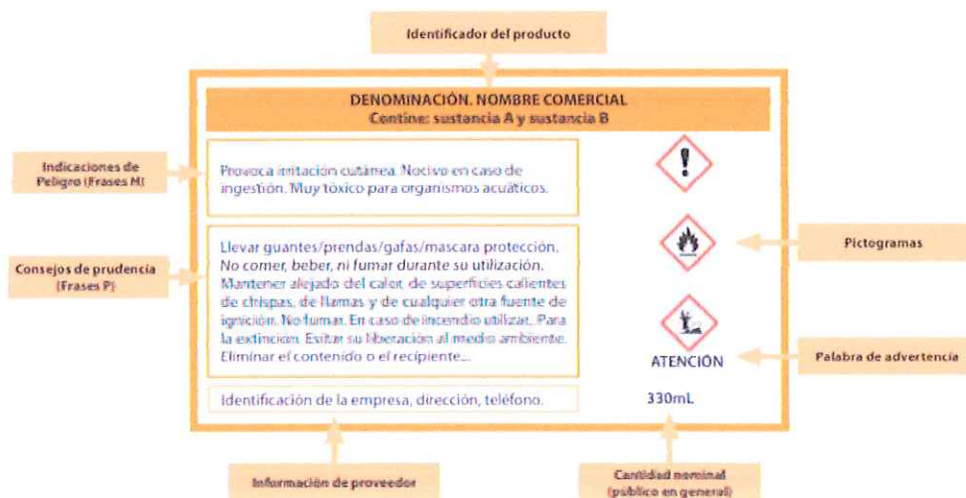 Identificador del producto
DENOMINACIÓN. NOMBRE COMERCIAL
Contine: sustancia A y sustancia B
Indicaciones de
Peligro (Frases H)
Provoca irritación cutánea. Nocivo en caso de
ingestión. Muy tóxico para organismos acuáticos.
Consejos de prudencia
(Frases P)
Llevar guantes/prendas/gafas/mascara protección.
No comer, beber, ni fumar durante su utilización.
Mantener alejado del calor, de superficies calientes
de chispas, de llamas y de cualquier otra fuente de
ignición. No fumar. En caso de incendio utilizar... Para
la extinción. Evitar su liberación al medio ambiente.
Eliminar el contenido o el recipiente...
Pictogramas
ATENCIÓN
Palabra de advertencia
Identificación de la empresa, dirección, teléfono.
330mL
Información de proveedor
Cantidad nominal
(público en general)